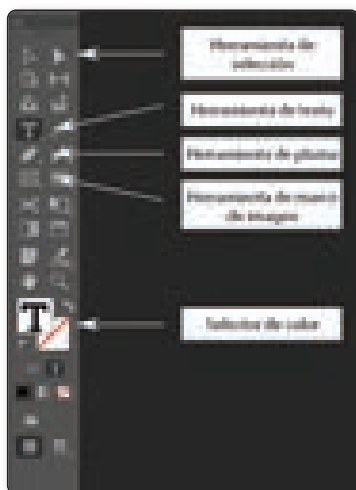 Herramienta de
selección
Herramienta de texto
Herramienta de pluma
Herramienta de marco
de imagen
Selector de color
T
T